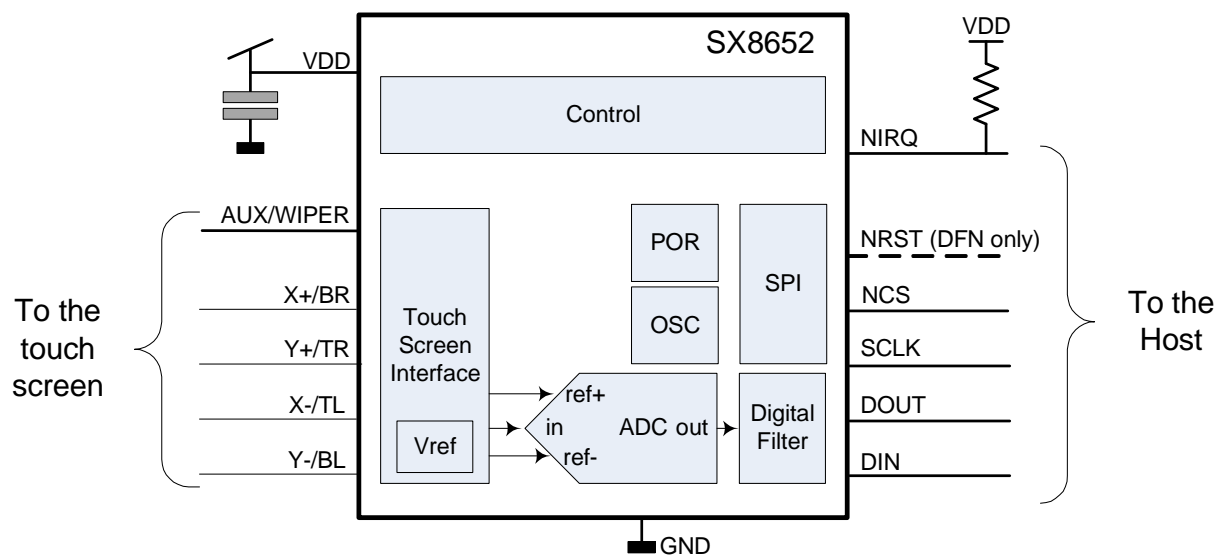 SX8652
VDD
VDD
Control
NIRQ
AUX/WIPER
NRST (DFN only)
POR
SPI
X+/BR
NCS
To the
touch
screen
To the
Host
Touch
Screen
Interface
OSC
Y+/TR
SCLK
ref+
X-/TL
in
ADC out
Digital
Filter
DOUT
Vref
ref-
Y-/BL
DIN
GND